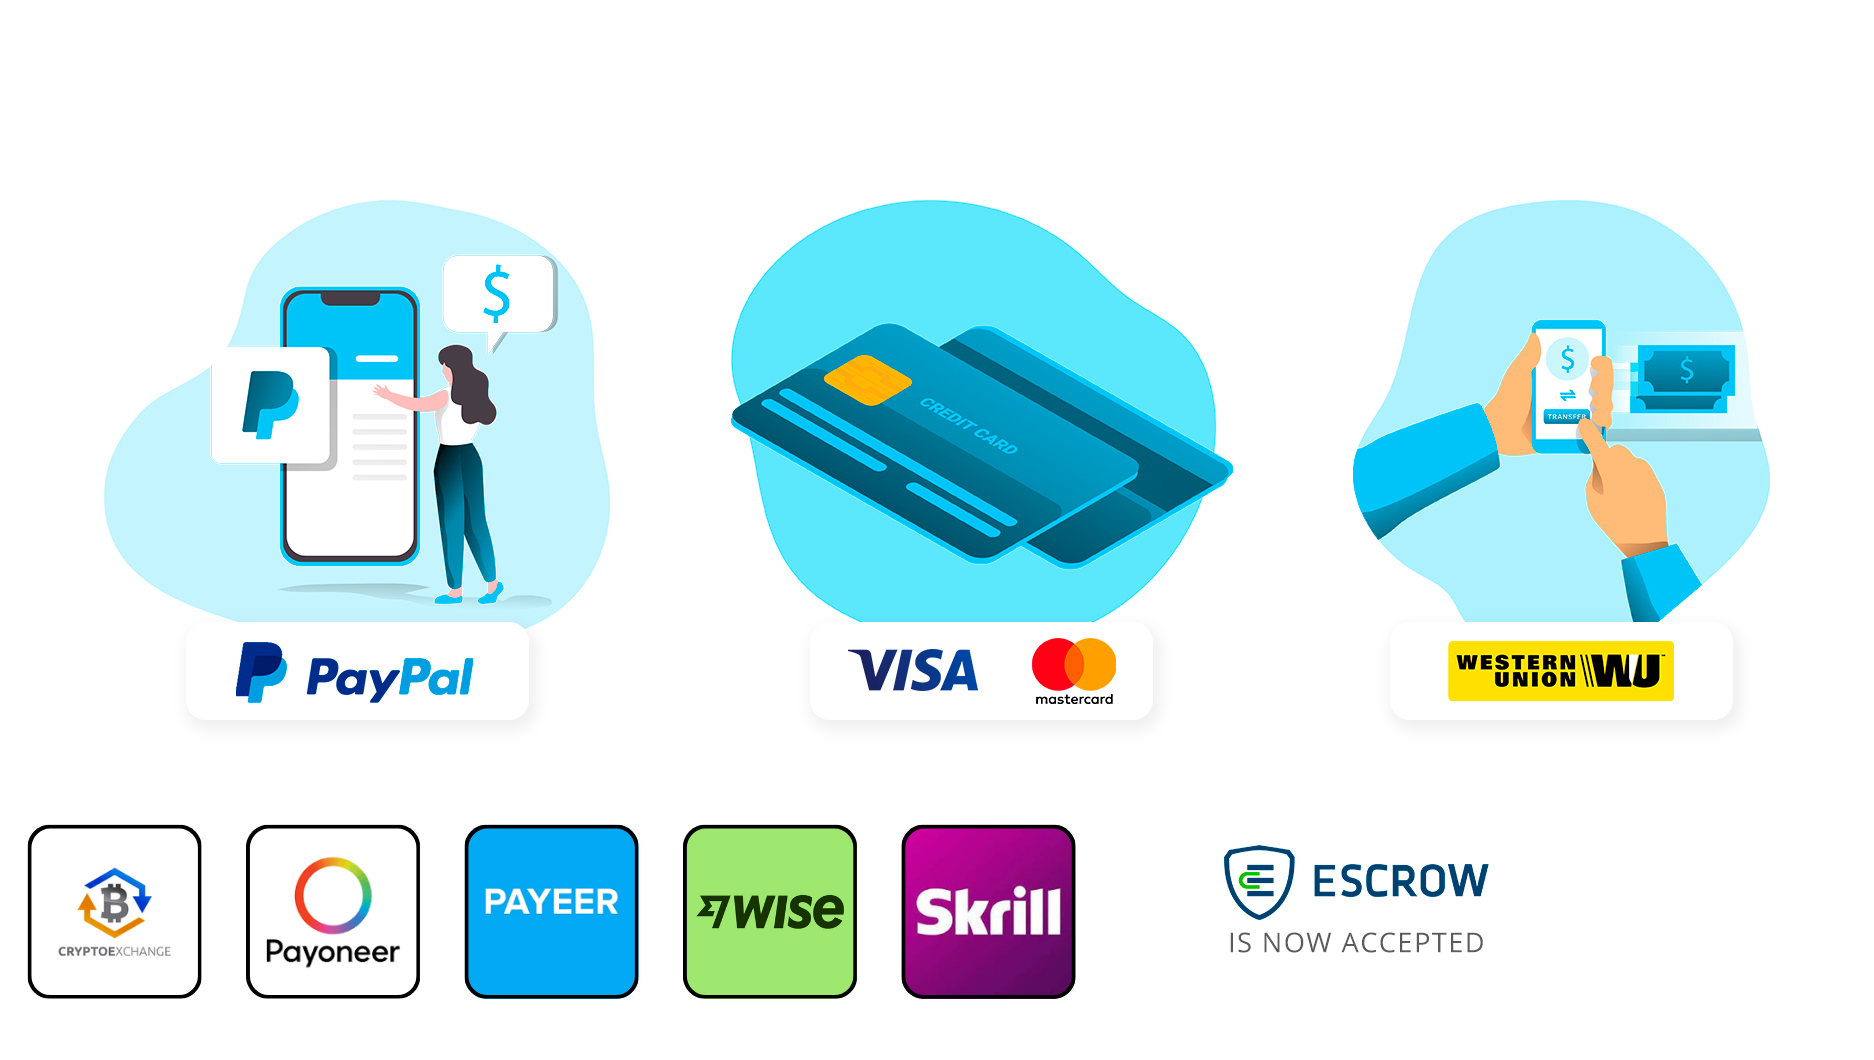 $
CREDIT CARD
$
TRANSFER
$
PayPal
VISA
mastercard
WESTERN
UNION WU
CRYPTOEXCHANGE
Payoneer
PAYEER
WISE
Skrill
ESCROW
IS NOW ACCEPTED